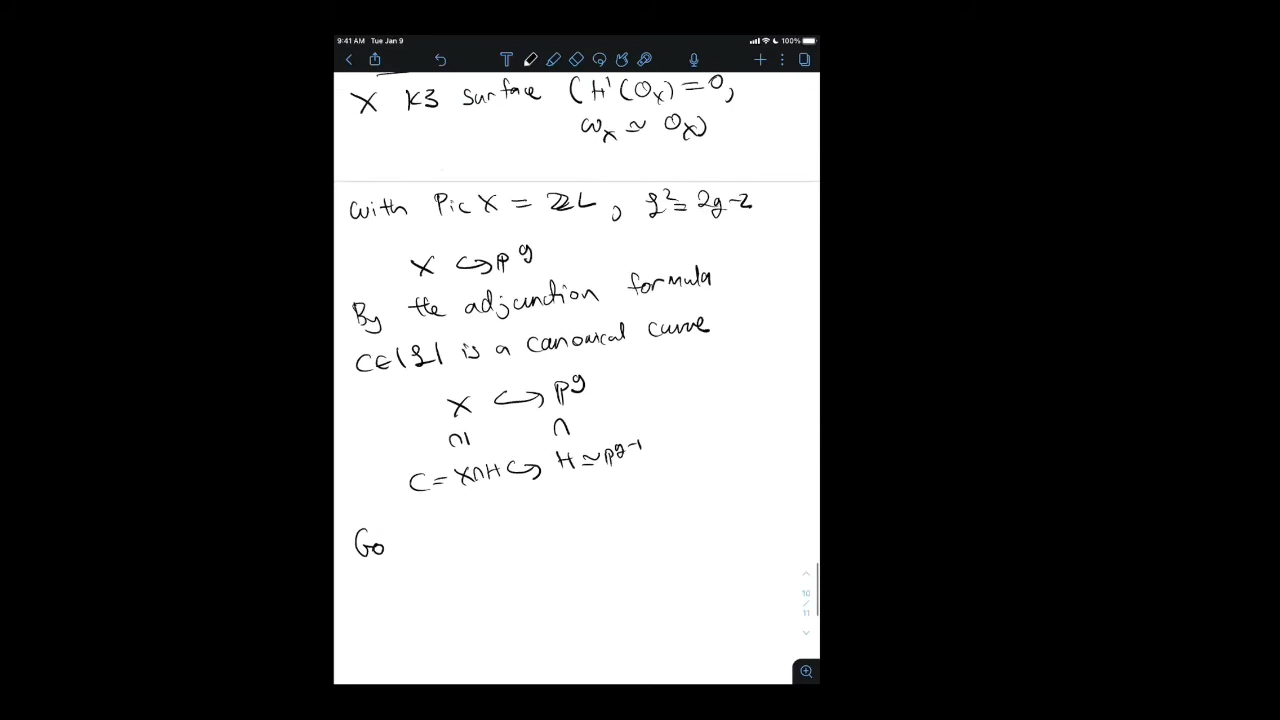 9:41 AM Tue Jan 9
100%
X K3 surface (H¹(O_X) = 0,
ω_X ≃ O_X)
with Pic X = ℤL, ℒ² = 2g-2
X ↪ ℙ^g
By the adjunction formula
C∈|ℒ| is a canonical curve
X ↪ ℙ^g
∩| ∩
C = X∩H ↪ H ≃ ℙ^{g-1}
Go
10
/
11